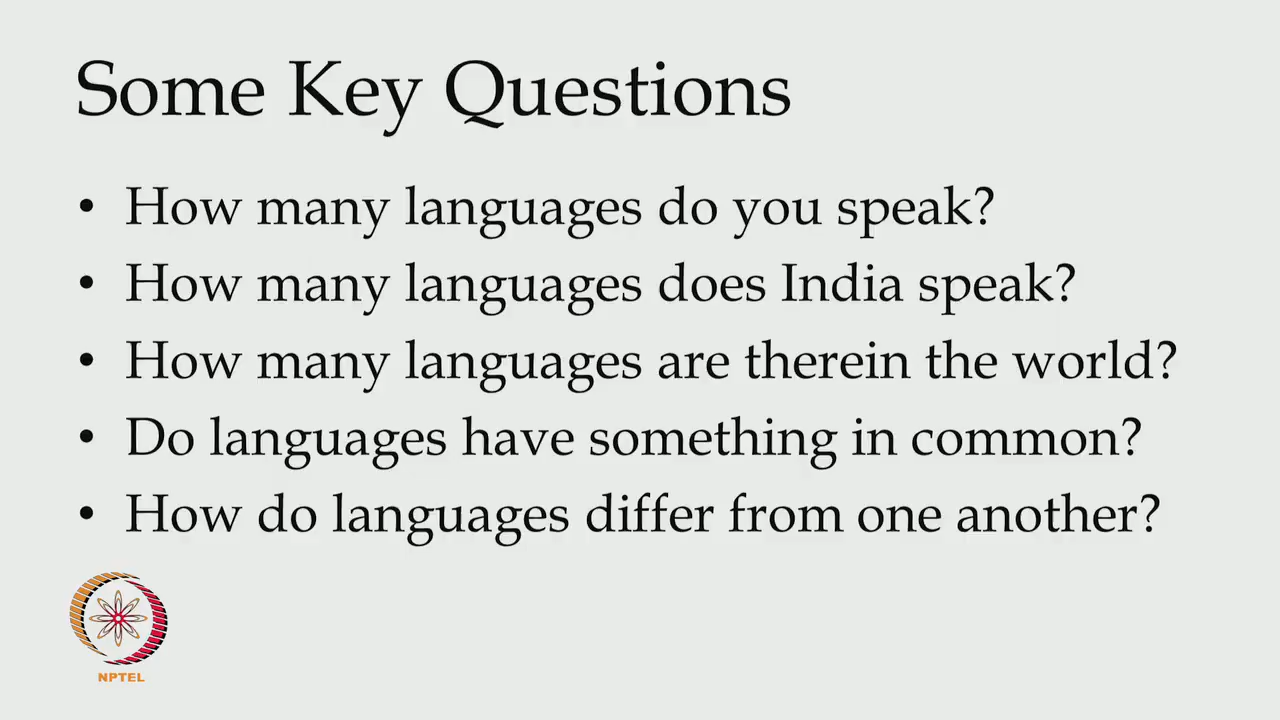 Some Key Questions
• How many languages do you speak?
• How many languages does India speak?
• How many languages are therein the world?
• Do languages have something in common?
• How do languages differ from one another?
NPTEL